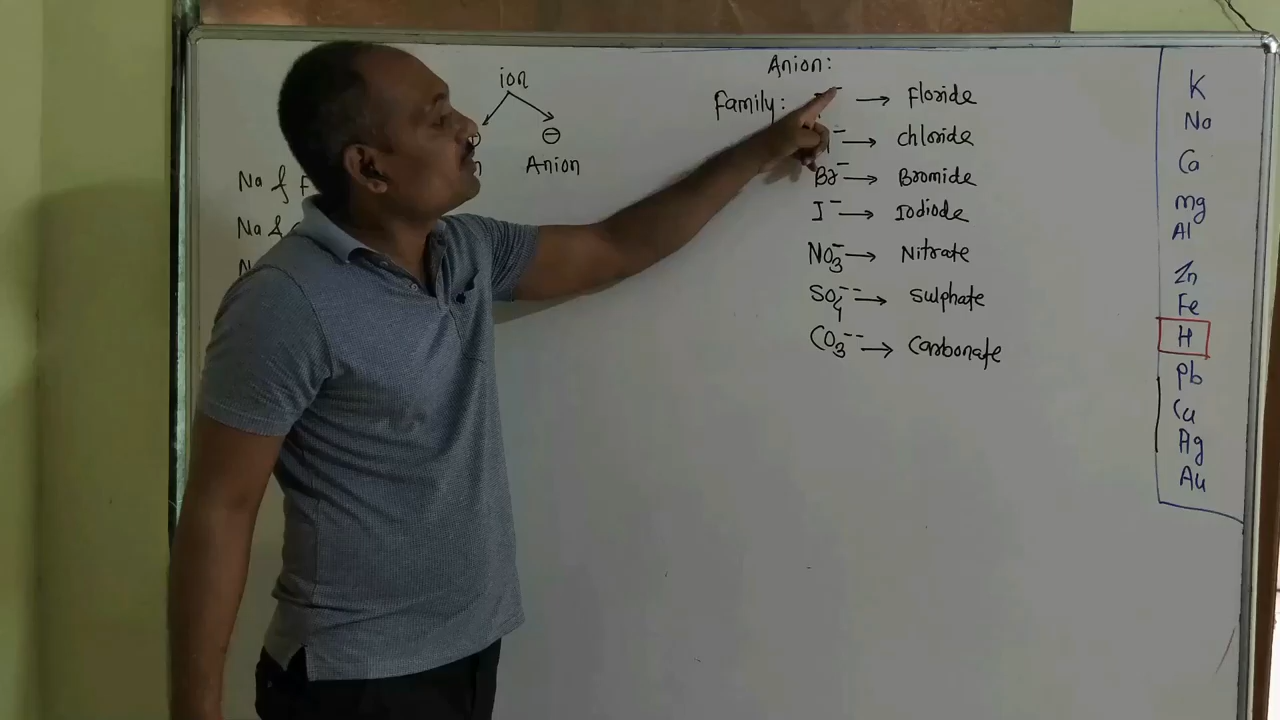 ion
⊖
Anion
Na & F
Na &
N
Anion:
Family: → Floride
⁻ → chloride
Br⁻ → Bromide
I⁻ → Iodiode
NO₃⁻ → Nitrate
SO₄⁻⁻ → Sulphate
CO₃⁻⁻ → Carbonate
K
Na
Ca
mg
Al
Zn
Fe
H
Pb
Cu
Ag
Au